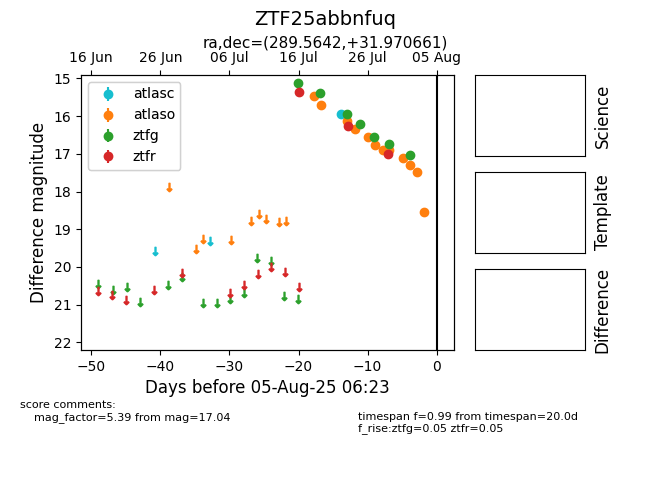 ZTF25abbnfuq
ra,dec=(289.5642,+31.970661)
16 Jun 26 Jun 06 Jul 16 Jul 26 Jul 05 Aug
atlasc
atlaso
ztfg
ztfr
15
16
17
18
19
20
21
22
Difference magnitude
−50 −40 −30 −20 −10 0
Days before 05-Aug-25 06:23
Science
Template
Difference
score comments:
mag_factor=5.39 from mag=17.04
timespan f=0.99 from timespan=20.0d
f_rise:ztfg=0.05 ztfr=0.05